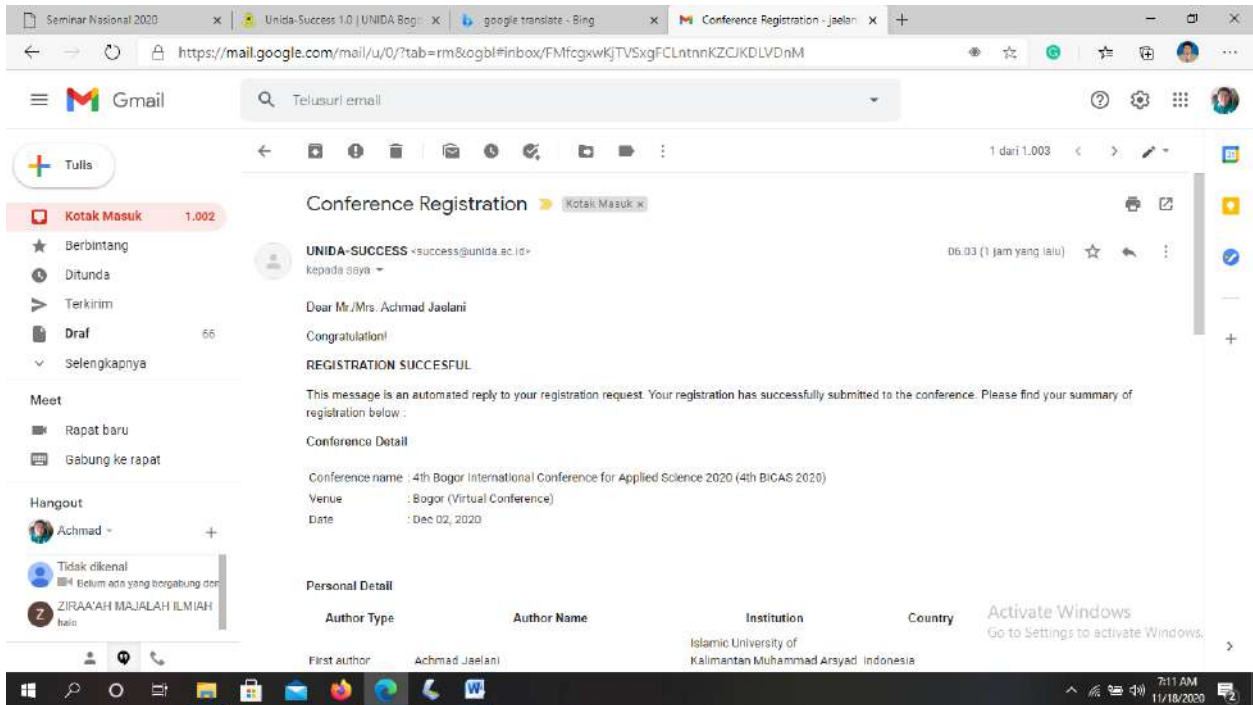 Seminar Nasional 2020
Unida-Success 1.0 | UNIDA Bog
google translate - Bing
Conference Registration - jaelan
https://mail.google.com/mail/u/0/?tab=rm&ogbl#inbox/FMfcgxwKjTVSxgFCLntnnKZCJKDLVDnM
Gmail
Telusuri email
Tulis
1 dari 1.003
Kotak Masuk 1.002
Berbintang
Ditunda
Terkirim
Draf 66
Selengkapnya
Meet
Rapat baru
Gabung ke rapat
Hangout
Achmad
Tidak dikenal
Belum ada yang bergabung den
ZIRAA'AH MAJALAH ILMIAH
halo
Conference Registration Kotak Masuk x
UNIDA-SUCCESS <success@unida.ac.id> 06.03 (1 jam yang lalu)
kepada saya
Dear Mr./Mrs. Achmad Jaelani
Congratulation!
REGISTRATION SUCCESFUL
This message is an automated reply to your registration request. Your registration has successfully submitted to the conference. Please find your summary of
registration below :
Conference Detail
Conference name : 4th Bogor International Conference for Applied Science 2020 (4th BICAS 2020)
Venue : Bogor (Virtual Conference)
Date : Dec 02, 2020
Personal Detail
Author Type Author Name Institution Country
Islamic University of
First author Achmad Jaelani Kalimantan Muhammad Arsyad Indonesia
Activate Windows
Go to Settings to activate Windows.
7:11 AM
11/18/2020